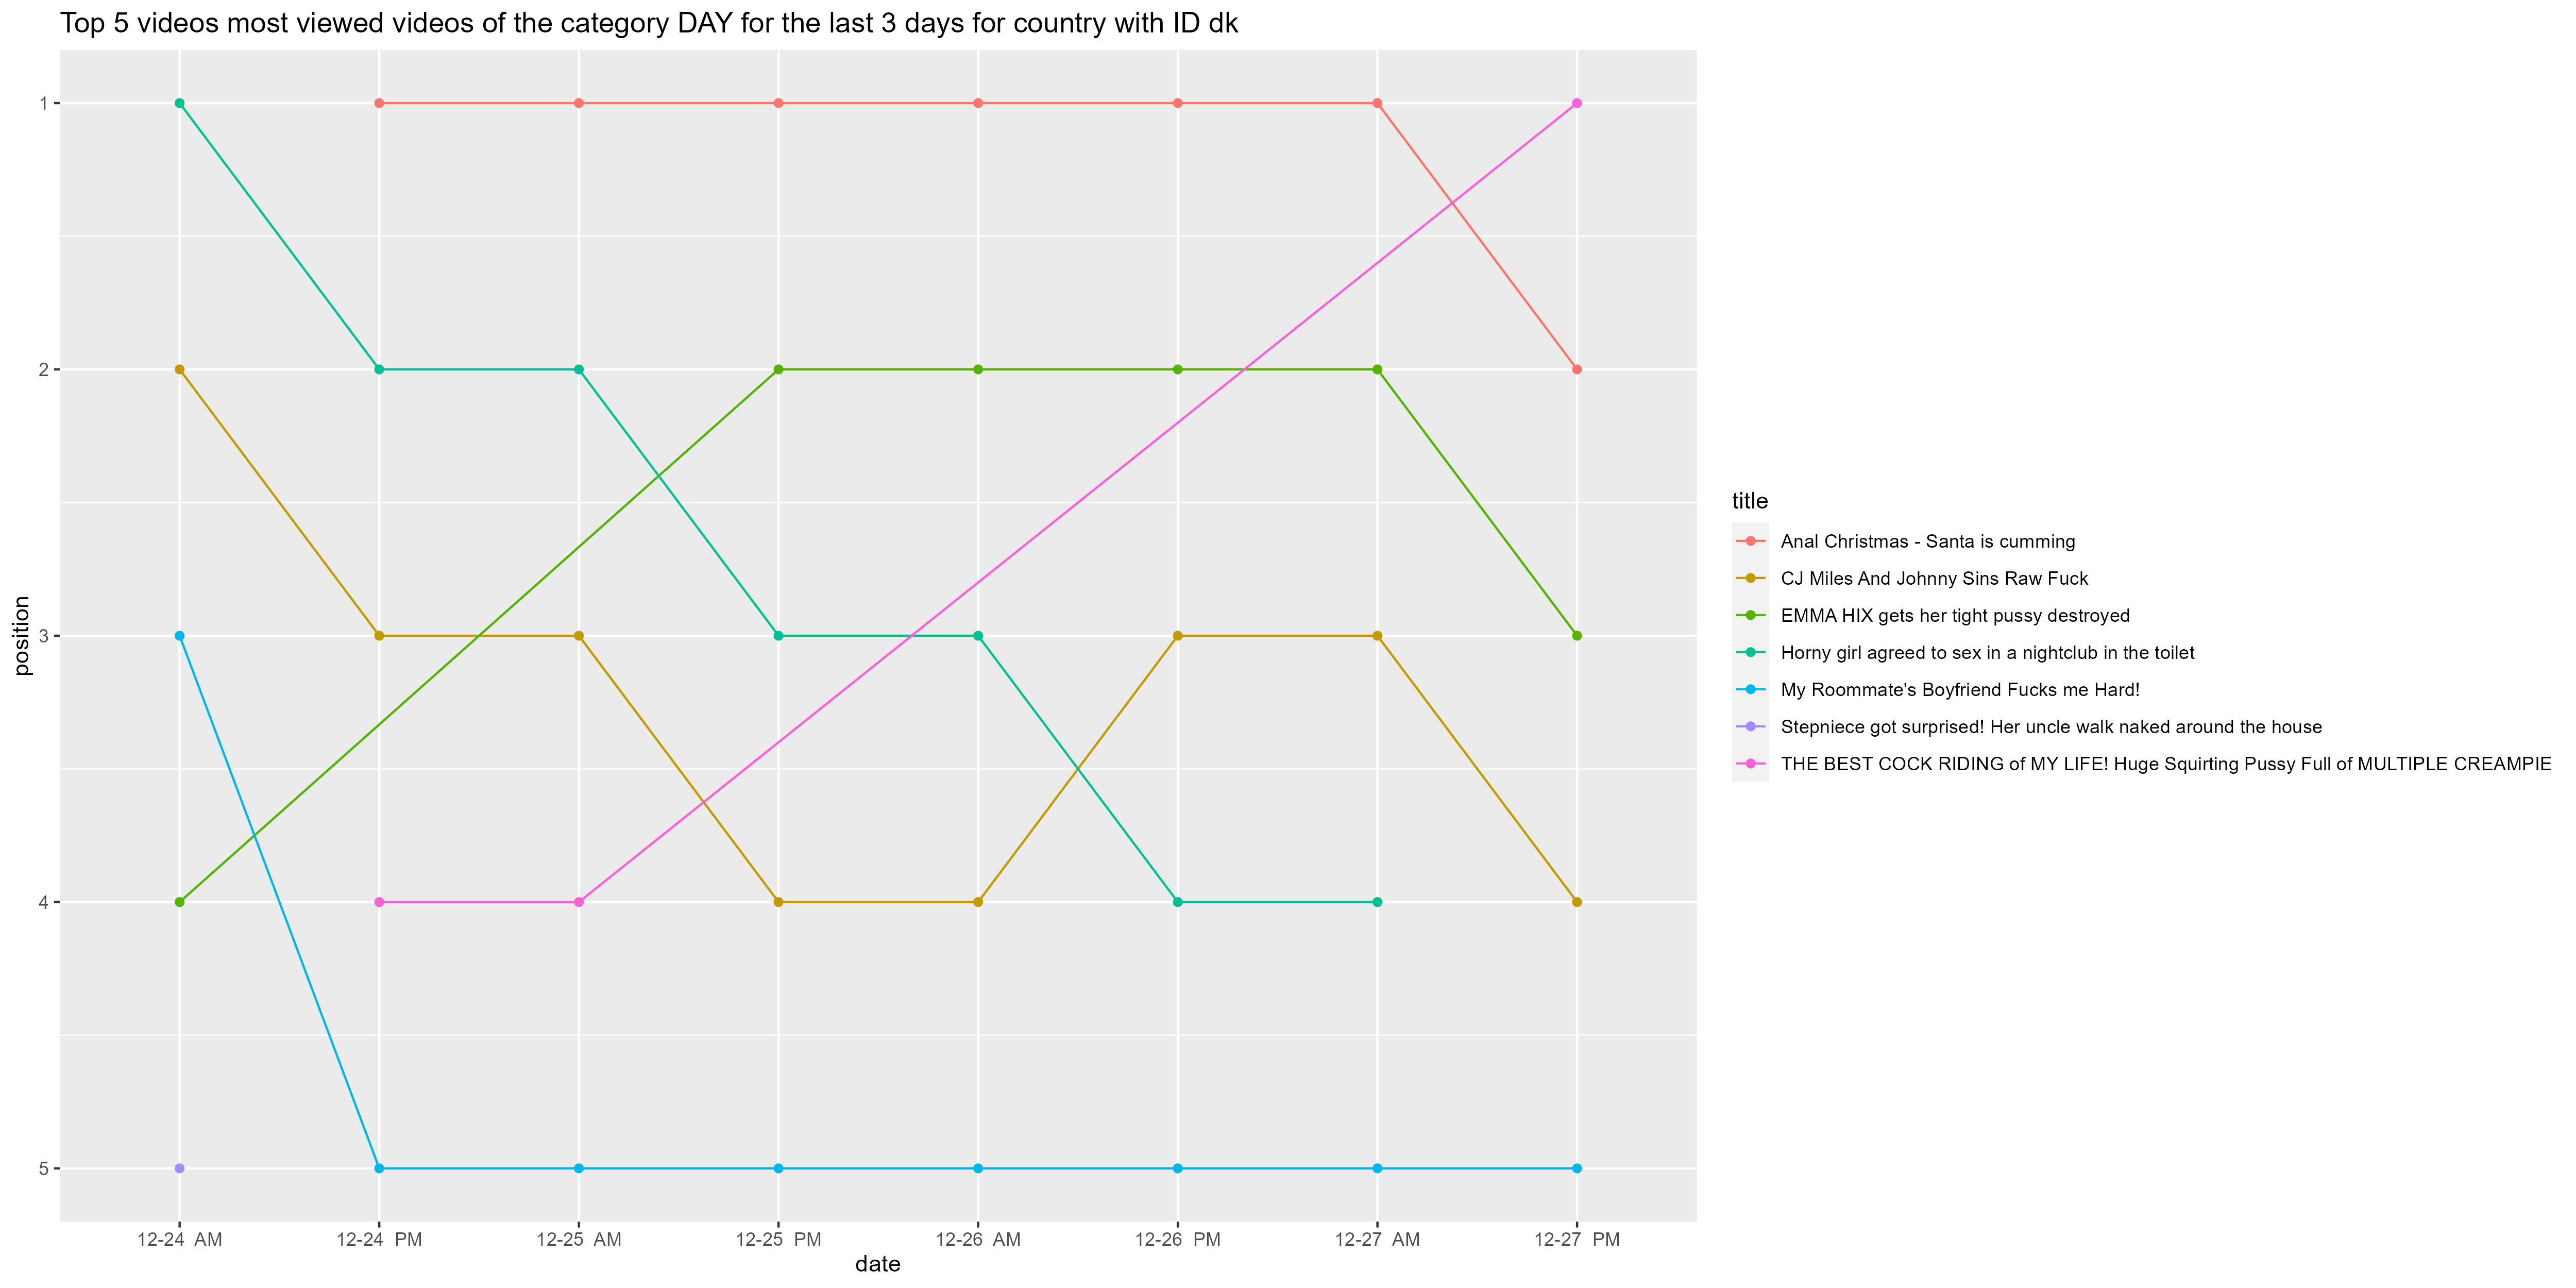 Top 5 videos most viewed videos of the category DAY for the last 3 days for country with ID dk
1
2
3
4
5
position
12-24 AM
12-24 PM
12-25 AM
12-25 PM
12-26 AM
12-26 PM
12-27 AM
12-27 PM
date
title
Anal Christmas - Santa is cumming
CJ Miles And Johnny Sins Raw Fuck
EMMA HIX gets her tight pussy destroyed
Horny girl agreed to sex in a nightclub in the toilet
My Roommate's Boyfriend Fucks me Hard!
Stepniece got surprised! Her uncle walk naked around the house
THE BEST COCK RIDING of MY LIFE! Huge Squirting Pussy Full of MULTIPLE CREAMPIE